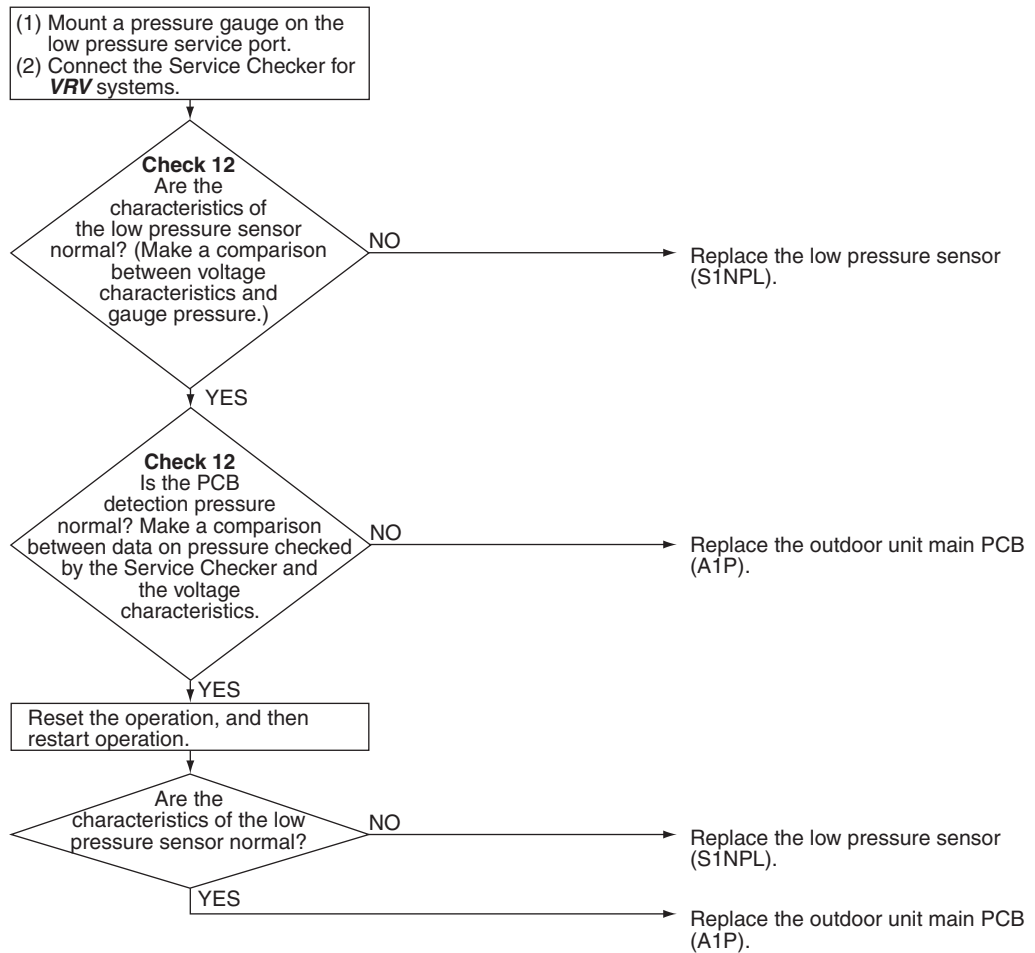 (1) Mount a pressure gauge on the
low pressure service port.
(2) Connect the Service Checker for
VRV systems.
Check 12
Are the
characteristics of
the low pressure sensor
normal? (Make a comparison
between voltage
characteristics and
gauge pressure.)
NO
Replace the low pressure sensor
(S1NPL).
YES
Check 12
Is the PCB
detection pressure
normal? Make a comparison
between data on pressure checked
by the Service Checker and
the voltage
characteristics.
NO
Replace the outdoor unit main PCB
(A1P).
YES
Reset the operation, and then
restart operation.
Are the
characteristics of the low
pressure sensor normal?
NO
Replace the low pressure sensor
(S1NPL).
YES
Replace the outdoor unit main PCB
(A1P).